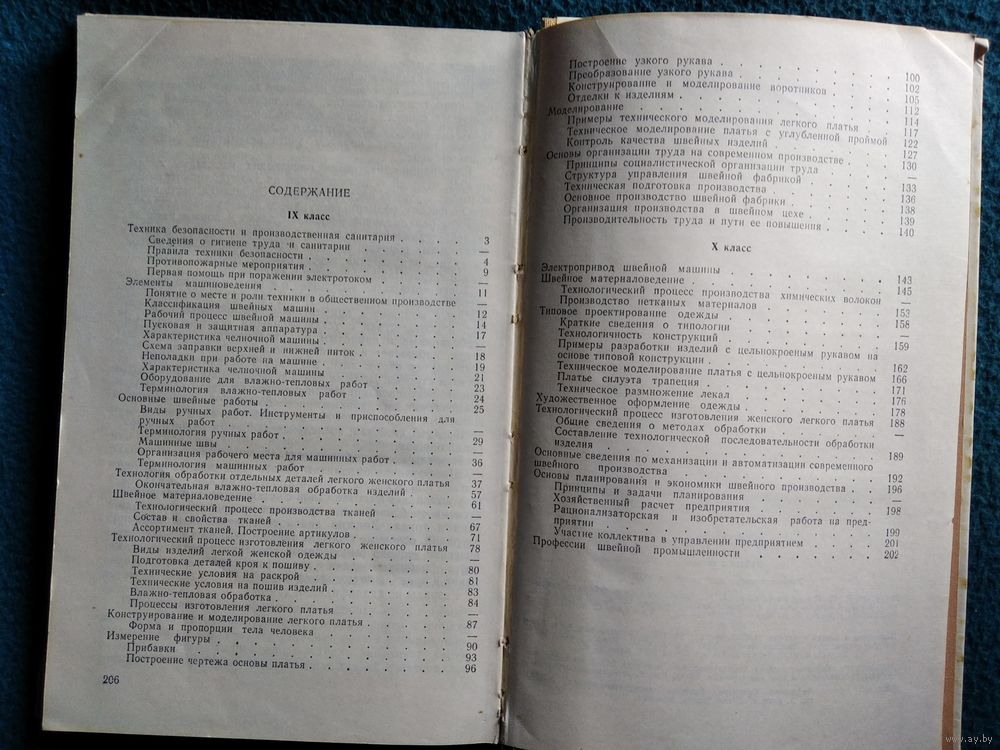 СОДЕРЖАНИЕ
IX класс
Техника безопасности и производственная санитария . . . . 3
Сведения о гигиене труда и санитарии . . . . . —
Правила техники безопасности . . . . . . 4
Противопожарные мероприятия . . . . . . 9
Первая помощь при поражении электротоком . . . . —
Элементы машиноведения . . . . . . . 11
Понятие о месте и роли техники в общественном производстве —
Классификация швейных машин . . . . . . 12
Рабочий процесс швейной машины . . . . . . 14
Пусковая и защитная аппаратура . . . . . . 17
Характеристика челночной машины . . . . . . —
Схема заправки верхней и нижней ниток . . . . . 18
Неполадки при работе на машине . . . . . . 19
Характеристика челночной машины . . . . . . 21
Оборудование для влажно-тепловых работ . . . . . 23
Терминология влажно-тепловых работ . . . . . 24
Основные швейные работы . . . . . . . 25
Виды ручных работ. Инструменты и приспособления для
ручных работ . . . . . . . . —
Терминология ручных работ . . . . . . . 29
Машинные швы . . . . . . . . —
Организация рабочего места для машинных работ . . . 36
Терминология машинных работ . . . . . . —
Технология обработки отдельных деталей легкого женского платья 37
Окончательная влажно-тепловая обработка изделий . . . 57
Швейное материаловедение . . . . . . . 61
Технологический процесс производства тканей . . . . —
Состав и свойства тканей . . . . . . . 67
Ассортимент тканей. Построение артикулов . . . . 71
Технологический процесс изготовления легкого женского платья 78
Виды изделий легкой женской одежды . . . . . —
Подготовка деталей кроя к пошиву . . . . . . 80
Технические условия на раскрой . . . . . . 81
Технические условия на пошив изделий . . . . . 83
Влажно-тепловая обработка . . . . . . . 84
Процессы изготовления легкого платья . . . . . —
Конструирование и моделирование легкого платья . . . . 87
Форма и пропорции тела человека . . . . . . —
Измерение фигуры . . . . . . . . 90
Прибавки . . . . . . . . . 93
Построение чертежа основы платья . . . . . . 96
206
Построение узкого рукава . . . . . . . 100
Преобразование узкого рукава . . . . . . 102
Конструирование и моделирование воротников . . . . 105
Отделки к изделиям . . . . . . . . 112
Моделирование . . . . . . . . . 114
Примеры технического моделирования легкого платья . . 117
Техническое моделирование платья с углубленной проймой 122
Контроль качества швейных изделий . . . . . . 127
Основы организации труда на современном производстве . . 130
Принципы социалистической организации труда . . . . —
Структура управления швейной фабрикой . . . . . 133
Техническая подготовка производства . . . . . . 136
Основное производство швейной фабрики . . . . . 138
Организация производства в швейном цехе . . . . . 139
Производительность труда и пути ее повышения . . . . 140
X класс
Электропривод швейной машины . . . . . . . 143
Швейное материаловедение . . . . . . . . 145
Технологический процесс производства химических волокон —
Производство нетканых материалов . . . . . . 153
Типовое проектирование одежды . . . . . . . 158
Краткие сведения о типологии . . . . . . . —
Технологичность конструкций . . . . . . . 159
Примеры разработки изделий с цельнокроеным рукавом на
основе типовой конструкции . . . . . . . 162
Техническое моделирование платья с цельнокроеным рукавом 166
Платье силуэта трапеция . . . . . . . . 171
Техническое размножение лекал . . . . . . . 176
Художественное оформление одежды . . . . . . 178
Технологический процесс изготовления женского легкого платья 188
Общие сведения о методах обработки . . . . . . —
Составление технологической последовательности обработки
изделия . . . . . . . . . . 189
Основные сведения по механизации и автоматизации современного
швейного производства . . . . . . . . 192
Основы планирования и экономики швейного производства . . 196
Принципы и задачи планирования . . . . . . —
Хозяйственный расчет предприятия . . . . . . 198
Рационализаторская и изобретательская работа на пред-
приятии . . . . . . . . . . 199
Участие коллектива в управлении предприятием . . . . 201
Профессии швейной промышленности . . . . . . 202
www.ay.by